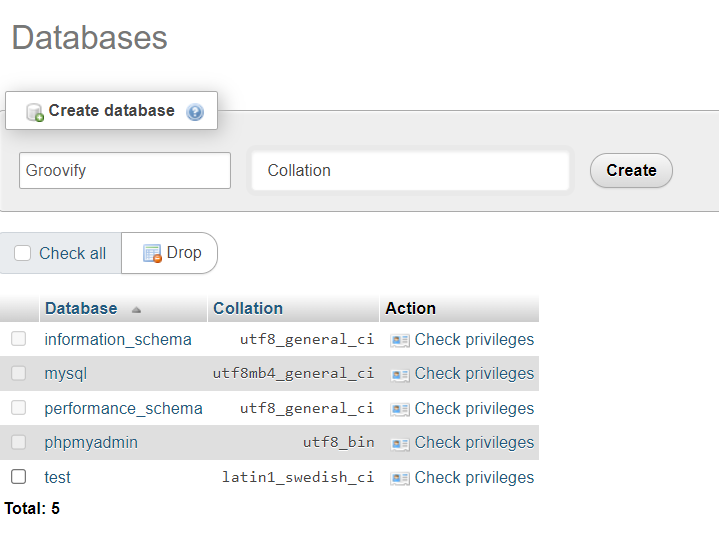 Databases
Create database
Groovify Collation Create
Check all Drop
Database Collation Action
information_schema utf8_general_ci Check privileges
mysql utf8mb4_general_ci Check privileges
performance_schema utf8_general_ci Check privileges
phpmyadmin utf8_bin Check privileges
test latin1_swedish_ci Check privileges
Total: 5